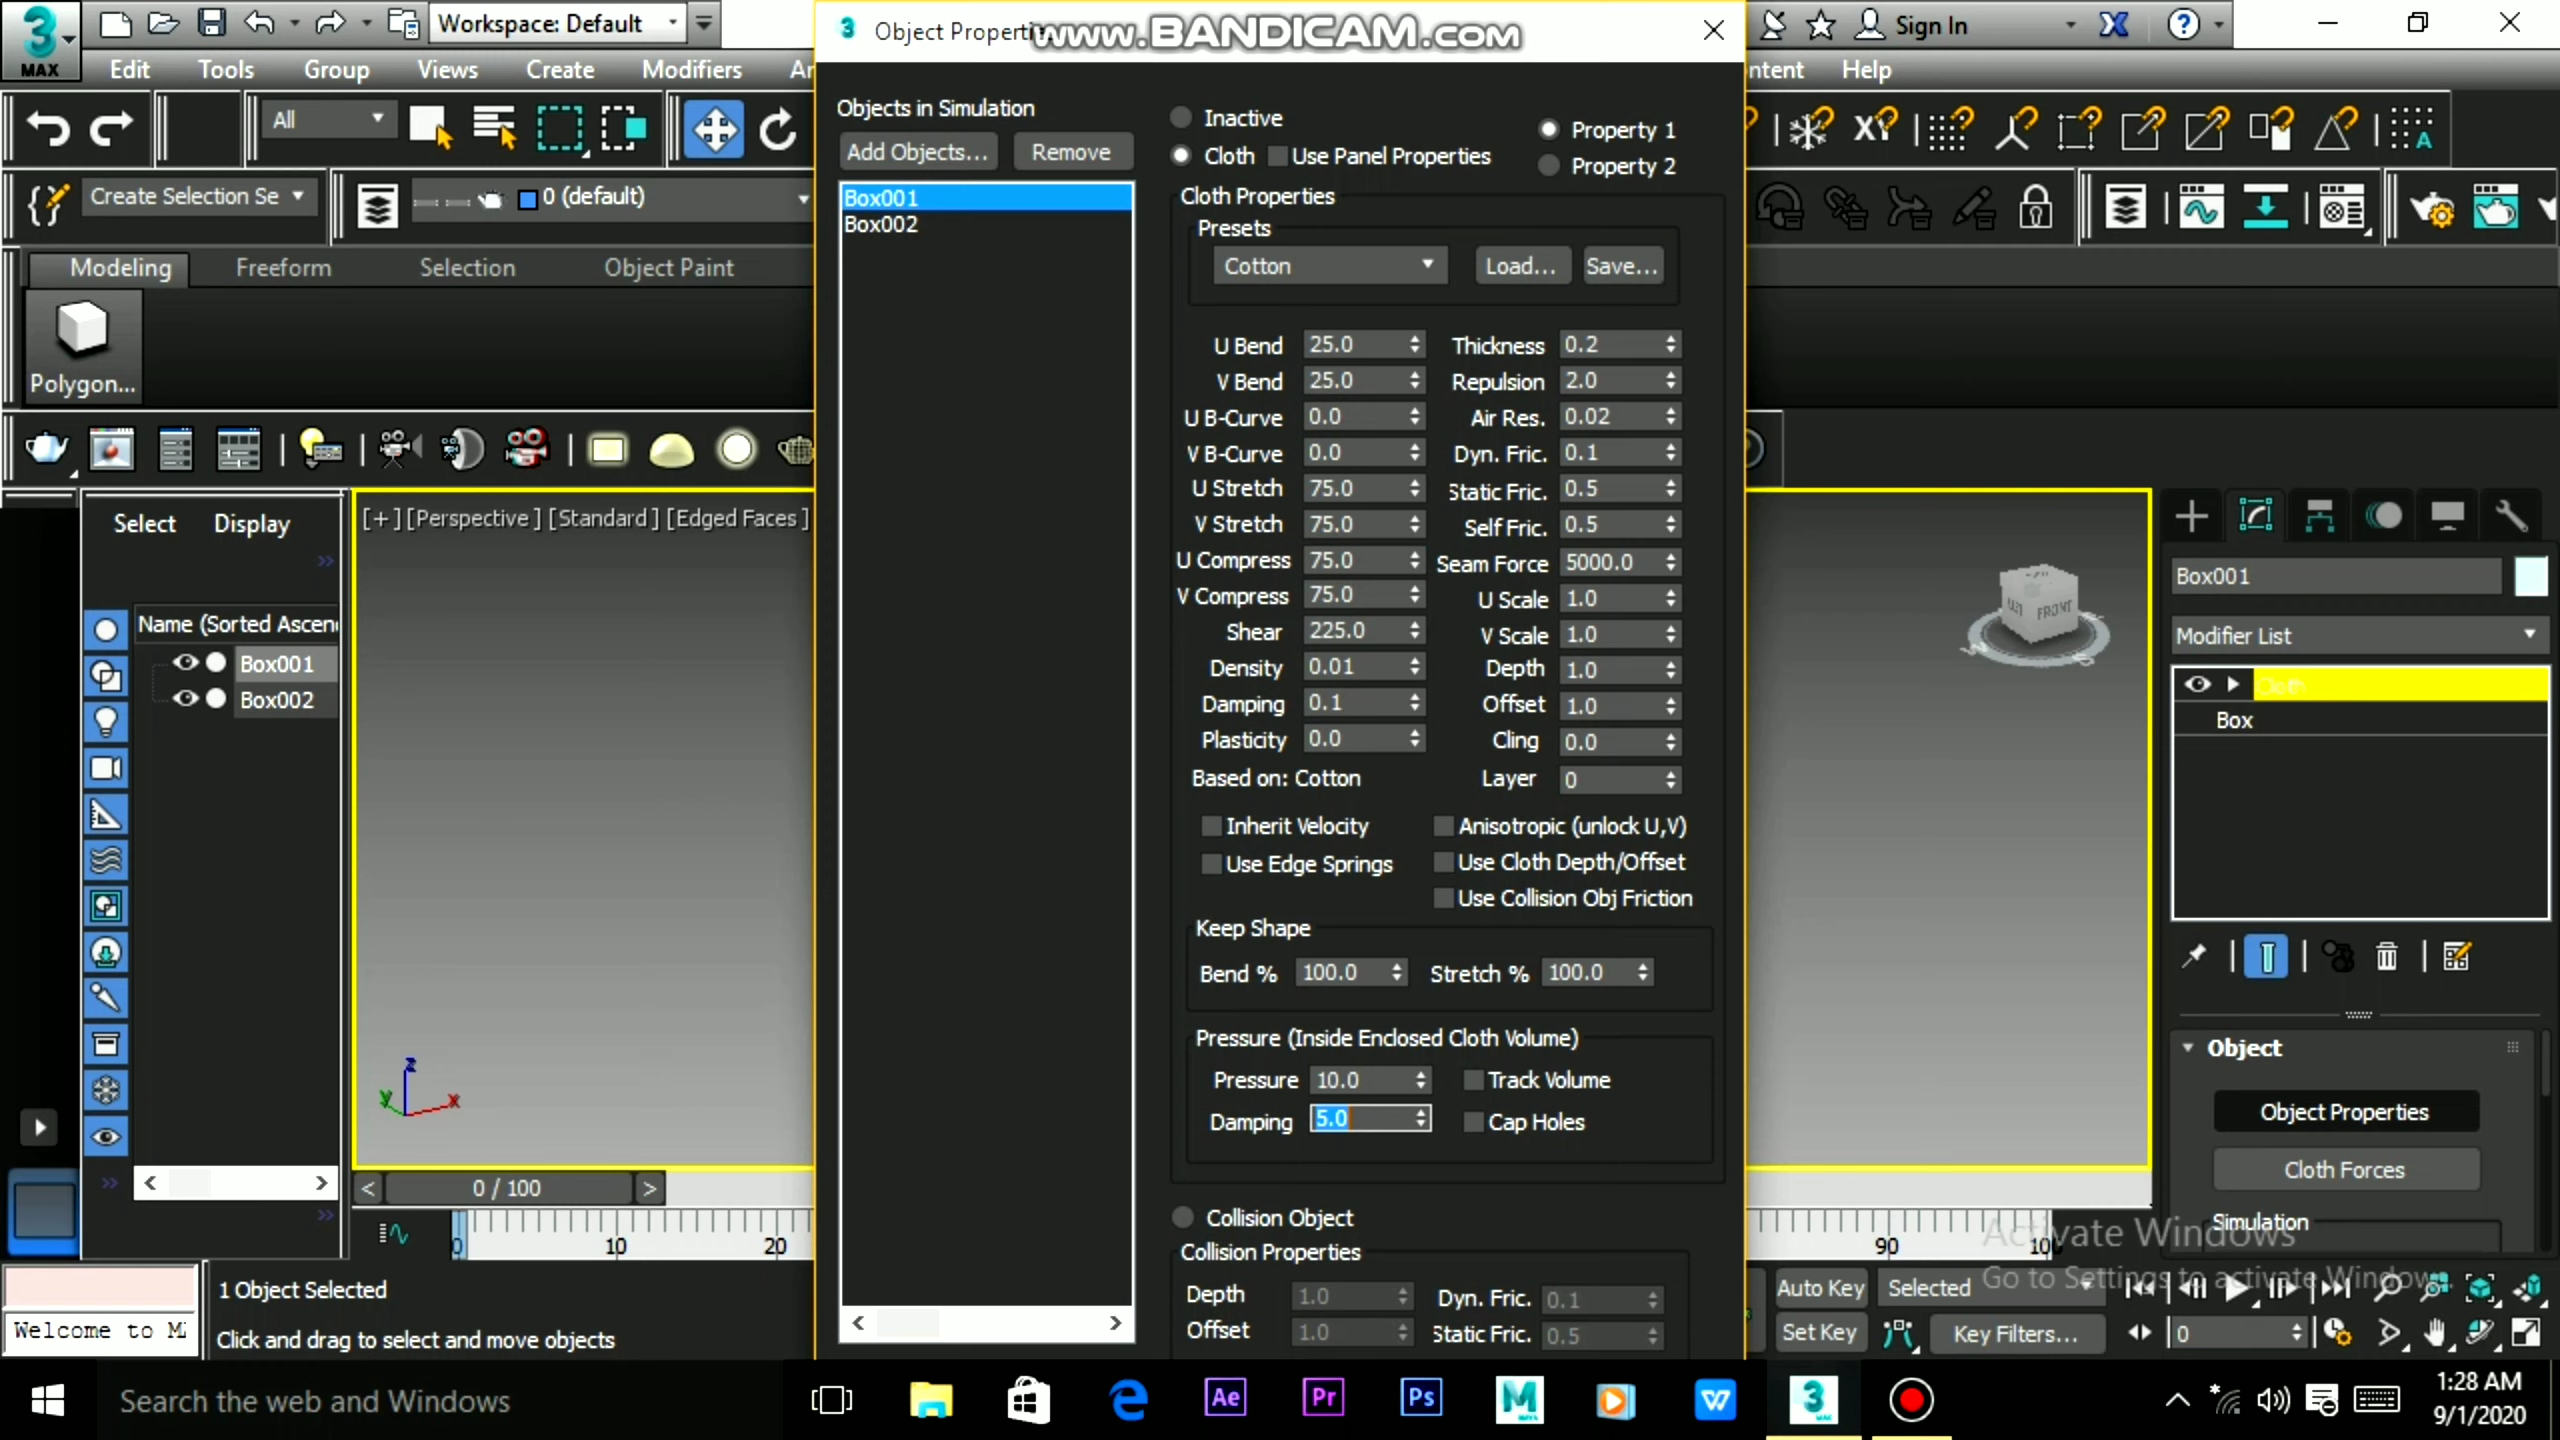 3 MAX
Workspace: Default
Object Properti
www.BANDICAM.com
Sign In
Edit Tools Group Views Create Modifiers
ntent Help
All
Create Selection Se
0 (default)
Modeling Freeform Selection Object Paint
Polygon...
Select Display
Name (Sorted Ascen
Box001
Box002
[+] [Perspective] [Standard] [Edged Faces]
z
y
x
Objects in Simulation
Add Objects... Remove
Box001
Box002
Inactive
Cloth Use Panel Properties
Property 1
Property 2
Cloth Properties
Presets
Cotton Load... Save...
U Bend 25.0 Thickness 0.2
V Bend 25.0 Repulsion 2.0
U B-Curve 0.0 Air Res. 0.02
V B-Curve 0.0 Dyn. Fric. 0.1
U Stretch 75.0 Static Fric. 0.5
V Stretch 75.0 Self Fric. 0.5
U Compress 75.0 Seam Force 5000.0
V Compress 75.0 U Scale 1.0
Shear 225.0 V Scale 1.0
Density 0.01 Depth 1.0
Damping 0.1 Offset 1.0
Plasticity 0.0 Cling 0.0
Based on: Cotton Layer 0
Inherit Velocity Anisotropic (unlock U,V)
Use Edge Springs Use Cloth Depth/Offset
Use Collision Obj Friction
Keep Shape
Bend % 100.0 Stretch % 100.0
Pressure (Inside Enclosed Cloth Volume)
Pressure 10.0 Track Volume
Damping 5.0 Cap Holes
Collision Object
Collision Properties
Depth 1.0 Dyn. Fric. 0.1
Offset 1.0 Static Fric. 0.5
XY
A
FRONT
Box001
Modifier List
Cloth
Box
Object
Object Properties
Cloth Forces
Simulation
Activate Windows
Go to Settings to activate Windows.
< 0 / 100 >
0 10 20
90
1 Object Selected
Click and drag to select and move objects
Welcome to M
Auto Key Selected
Set Key Key Filters... 0
Search the web and Windows
Ae Pr Ps M W 3
1:28 AM
9/1/2020